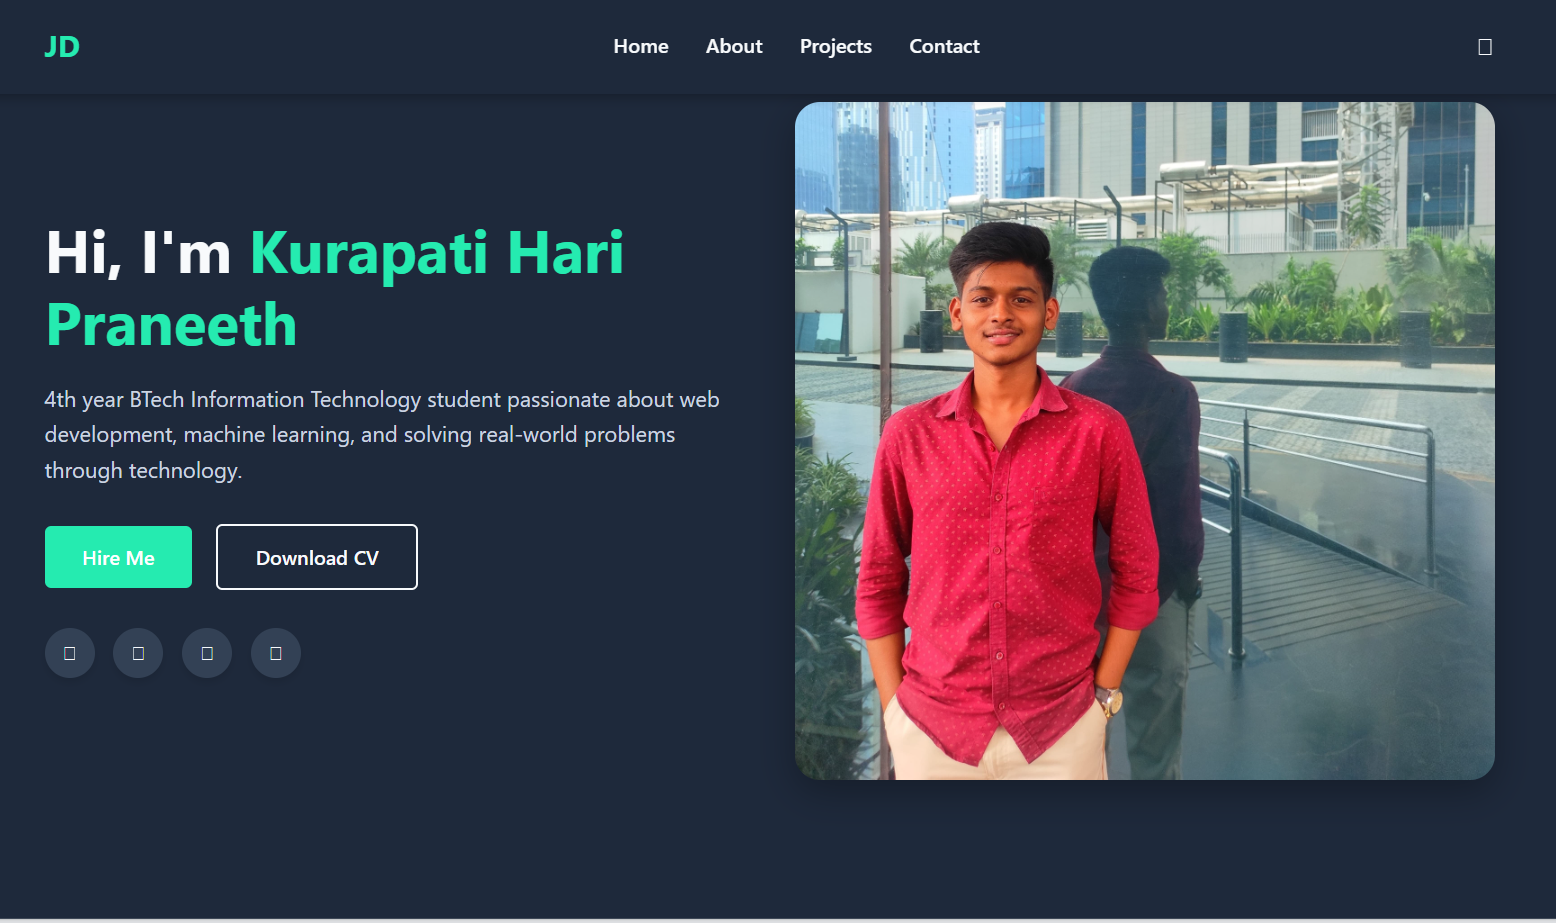 JD
Home About Projects Contact
Hi, I'm Kurapati Hari
Praneeth
4th year BTech Information Technology student passionate about web
development, machine learning, and solving real-world problems
through technology.
Hire Me Download CV